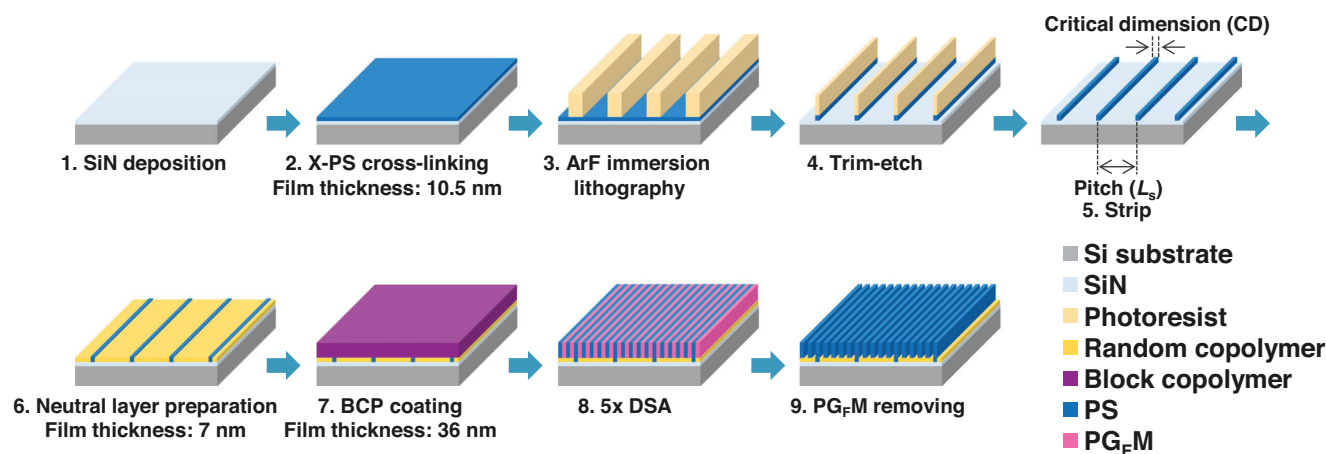 Critical dimension (CD)
1. SiN deposition
2. X-PS cross-linking
Film thickness: 10.5 nm
3. ArF immersion
lithography
4. Trim-etch
Pitch (Ls)
5. Strip
6. Neutral layer preparation
Film thickness: 7 nm
7. BCP coating
Film thickness: 36 nm
8. 5x DSA
9. PGFM removing
Si substrate
SiN
Photoresist
Random copolymer
Block copolymer
PS
PGFM